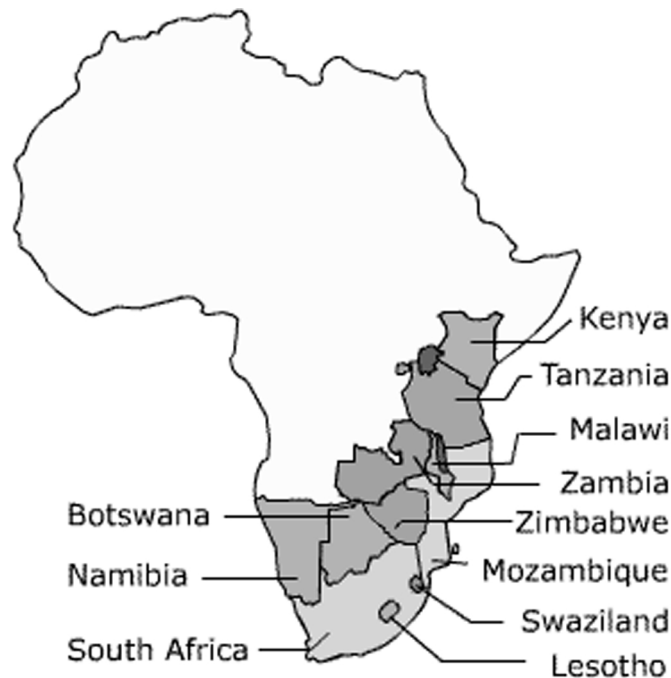 Kenya
Tanzania
Malawi
Zambia
Botswana
Zimbabwe
Namibia
Mozambique
Swaziland
South Africa
Lesotho